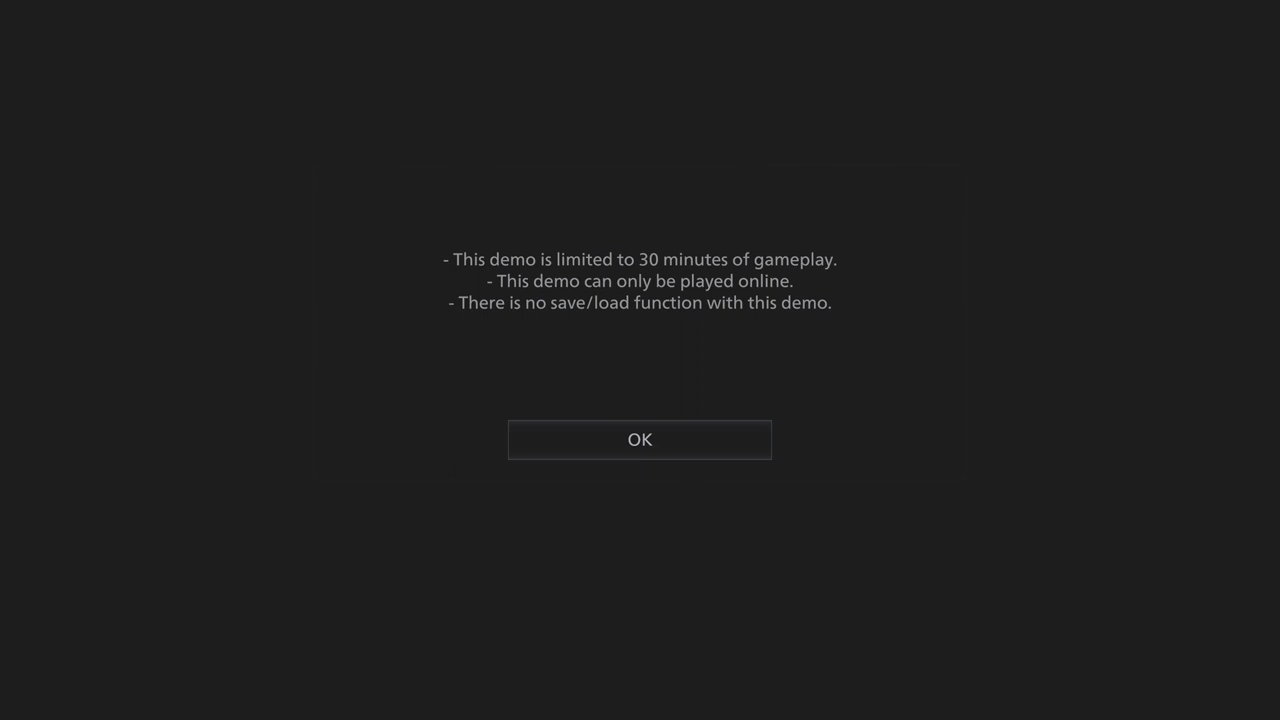 - This demo is limited to 30 minutes of gameplay.
- This demo can only be played online.
- There is no save/load function with this demo.
OK